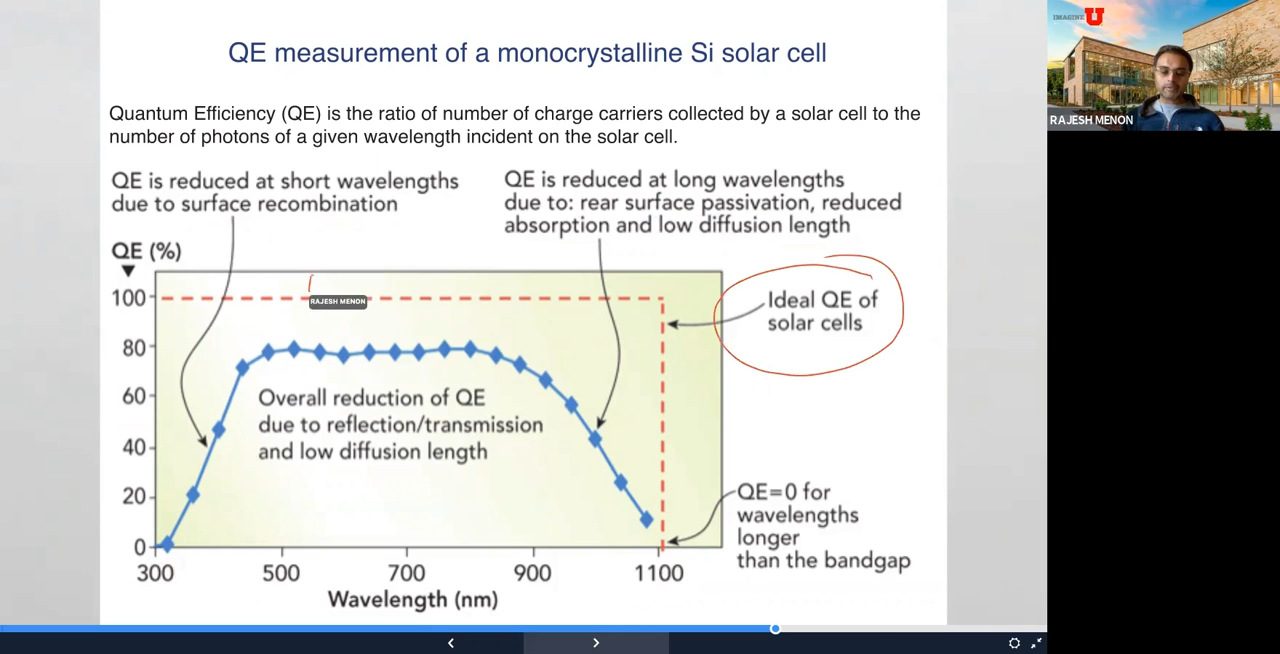 QE measurement of a monocrystalline Si solar cell
Quantum Efficiency (QE) is the ratio of number of charge carriers collected by a solar cell to the
number of photons of a given wavelength incident on the solar cell.
QE is reduced at short wavelengths
due to surface recombination
QE is reduced at long wavelengths
due to: rear surface passivation, reduced
absorption and low diffusion length
QE (%)
100
80
60
40
20
0
RAJESH MENON
Ideal QE of
solar cells
Overall reduction of QE
due to reflection/transmission
and low diffusion length
QE=0 for
wavelengths
longer
than the bandgap
300
500
700
900
1100
Wavelength (nm)
IMAGINE U
RAJESH MENON